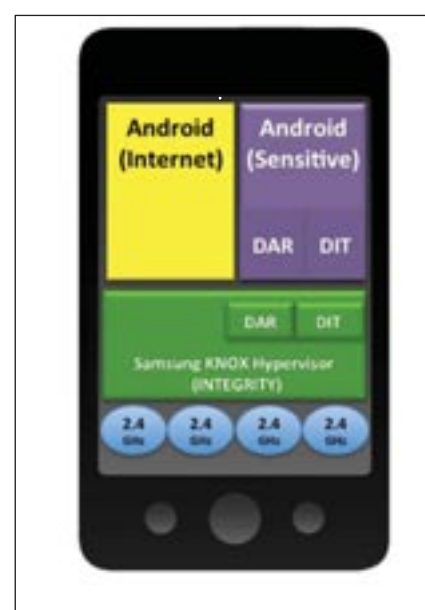 Android
(Internet)
Android
(Sensitive)
DAR DIT
DAR DIT
Samsung KNOX Hypervisor
(INTEGRITY)
2.4
GHz
2.4
GHz
2.4
GHz
2.4
GHz